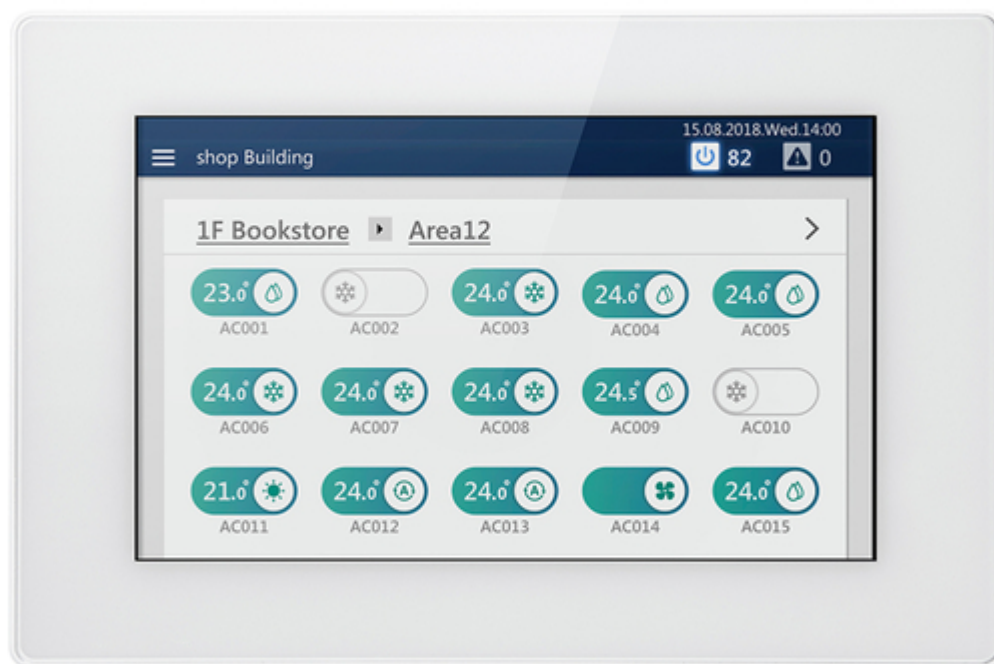 15.08.2018.Wed.14:00
shop Building 82 0
1F Bookstore Area12
23.0° 24.0° 24.0° 24.0°
AC001 AC002 AC003 AC004 AC005
24.0° 24.0° 24.0° 24.5°
AC006 AC007 AC008 AC009 AC010
21.0° 24.0° A 24.0° A 24.0°
AC011 AC012 AC013 AC014 AC015